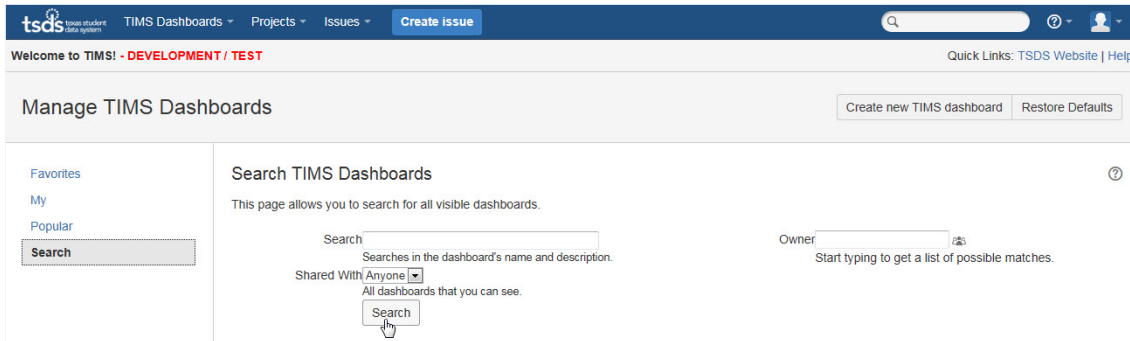 tsds texas student data system TIMS Dashboards Projects Issues Create issue
Welcome to TIMS! - DEVELOPMENT / TEST Quick Links: TSDS Website | Help
Manage TIMS Dashboards Create new TIMS dashboard Restore Defaults
Favorites
My
Popular
Search
Search TIMS Dashboards
This page allows you to search for all visible dashboards.
Search
Searches in the dashboard's name and description.
Owner
Start typing to get a list of possible matches.
Shared With Anyone
All dashboards that you can see.
Search